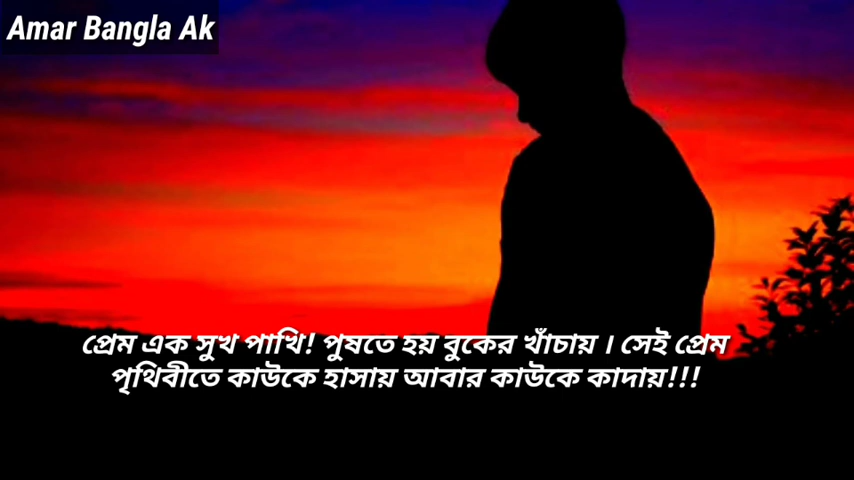 Amar Bangla Ak
প্রেম এক সুখ পাখি! পুষতে হয় বুকের খাঁচায় । সেই প্রেম
পৃথিবীতে কাউকে হাসায় আবার কাউকে কাদায়!!!